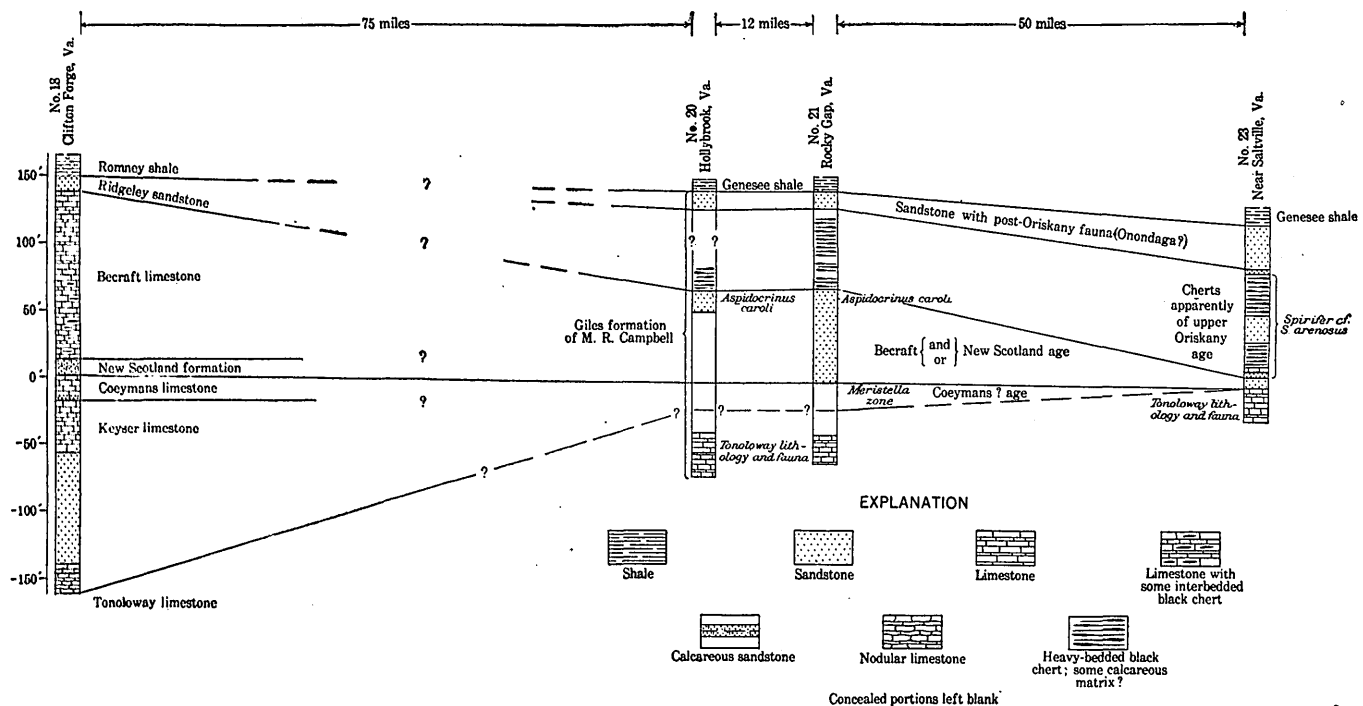 75 miles
12 miles
50 miles
No. 18
Clifton Forge, Va.
No. 20
Hollybrook, Va.
No. 21
Rocky Gap, Va.
No. 23
Near Saltville, Va.
150'
100'
50'
0'
-50'
-100'
-150'
Romney shale
?
Ridgeley sandstone
?
Becraft limestone
?
New Scotland formation
Coeymans limestone
?
Keyser limestone
?
Tonoloway limestone
Genesee shale
? ?
Aspidocrinus
caroli
Giles formation
of M. R. Campbell
? ? ?
Tonoloway lith-
ology and fauna
Sandstone with post-Oriskany fauna (Onondaga?)
Genesee shale
Aspidocrinus caroli
Becraft { and or } New Scotland age
Meristella
zone
Coeymans ? age
Cherts
apparently
of upper
Oriskany
age
Spirifer cf.
S. arenosus
Tonoloway lith-
ology and fauna
EXPLANATION
Shale
Sandstone
Limestone
Limestone with
some interbedded
black chert
Calcareous sandstone
Nodular limestone
Heavy-bedded black
chert; some calcareous
matrix?
Concealed portions left blank